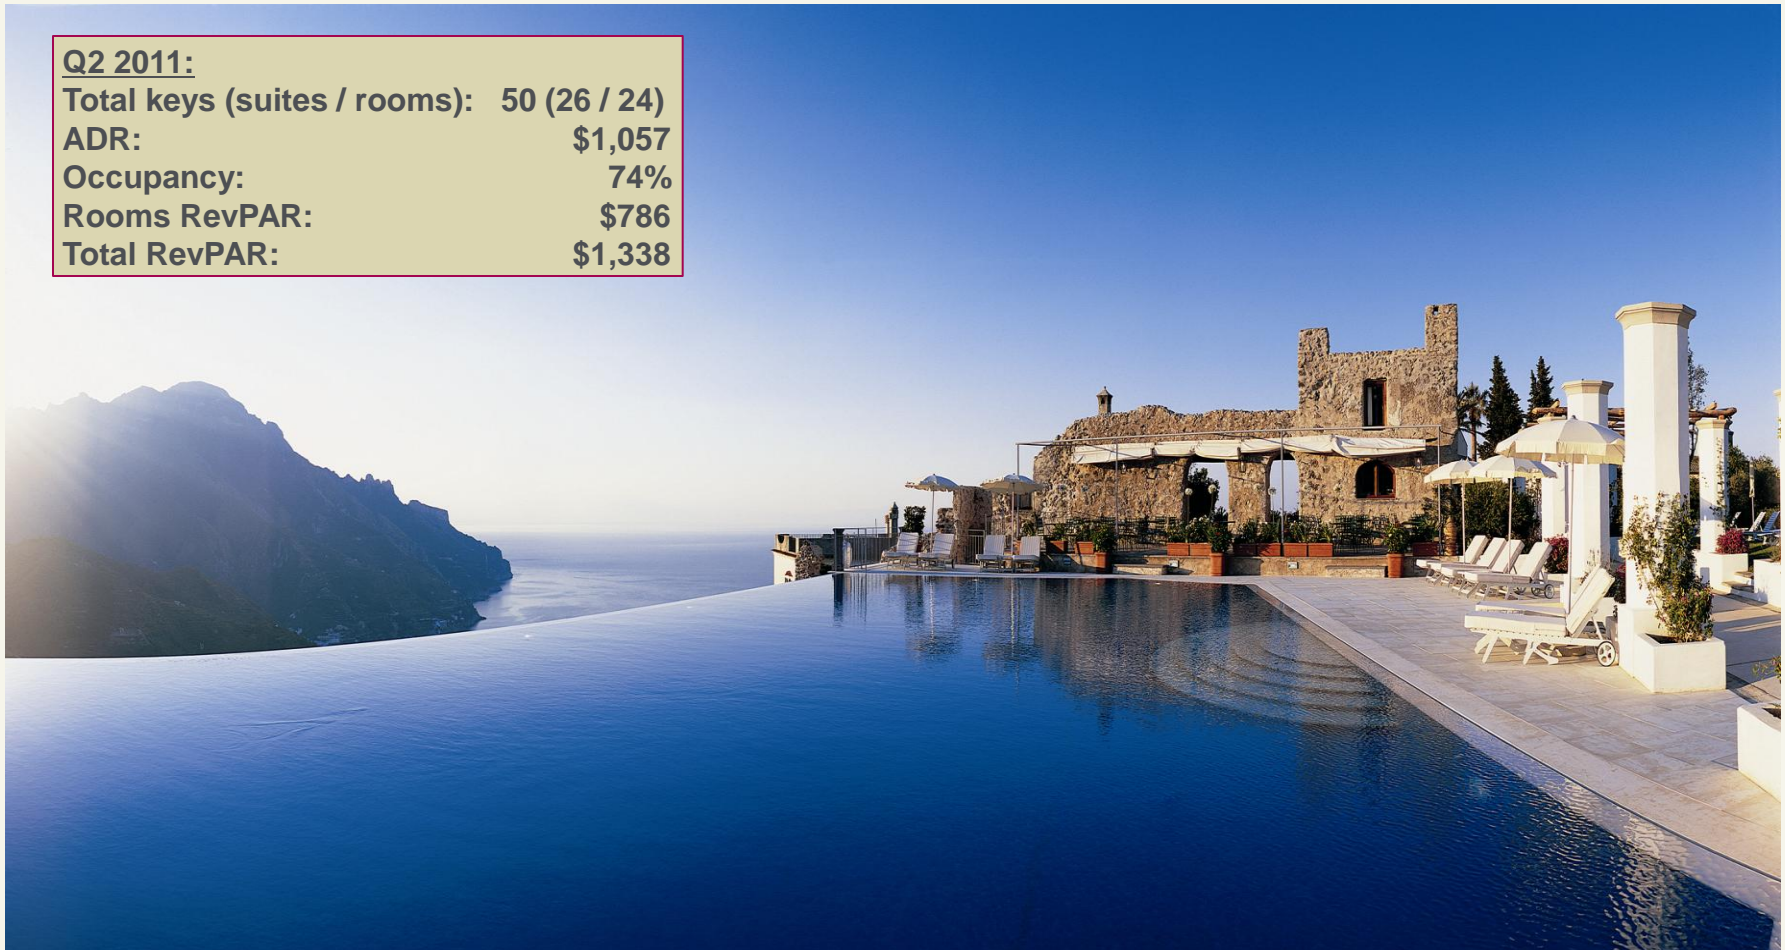 Q2 2011:
Total keys (suites / rooms): 50 (26 / 24)
ADR: $1,057
Occupancy: 74%
Rooms RevPAR: $786
Total RevPAR: $1,338